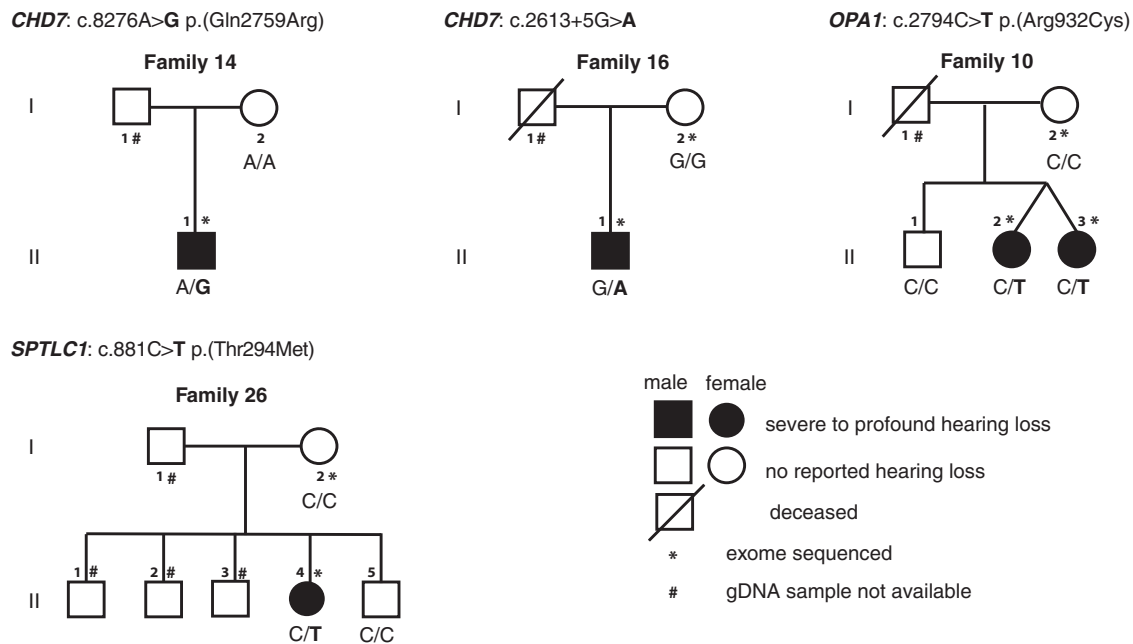 CHD7: c.8276A>G p.(Gln2759Arg)
Family 14
I
1 #
2
A/A
1 *
II
A/G
CHD7: c.2613+5G>A
Family 16
I
1 #
2 *
G/G
1 *
II
G/A
OPA1: c.2794C>T p.(Arg932Cys)
Family 10
I
1 #
2 *
C/C
1
2 *
3 *
II
C/C
C/T
C/T
SPTLC1: c.881C>T p.(Thr294Met)
Family 26
I
1 #
2 *
C/C
1 #
2 #
3 #
4 *
5
II
C/T
C/C
male female
severe to profound hearing loss
no reported hearing loss
deceased
* exome sequenced
# gDNA sample not available